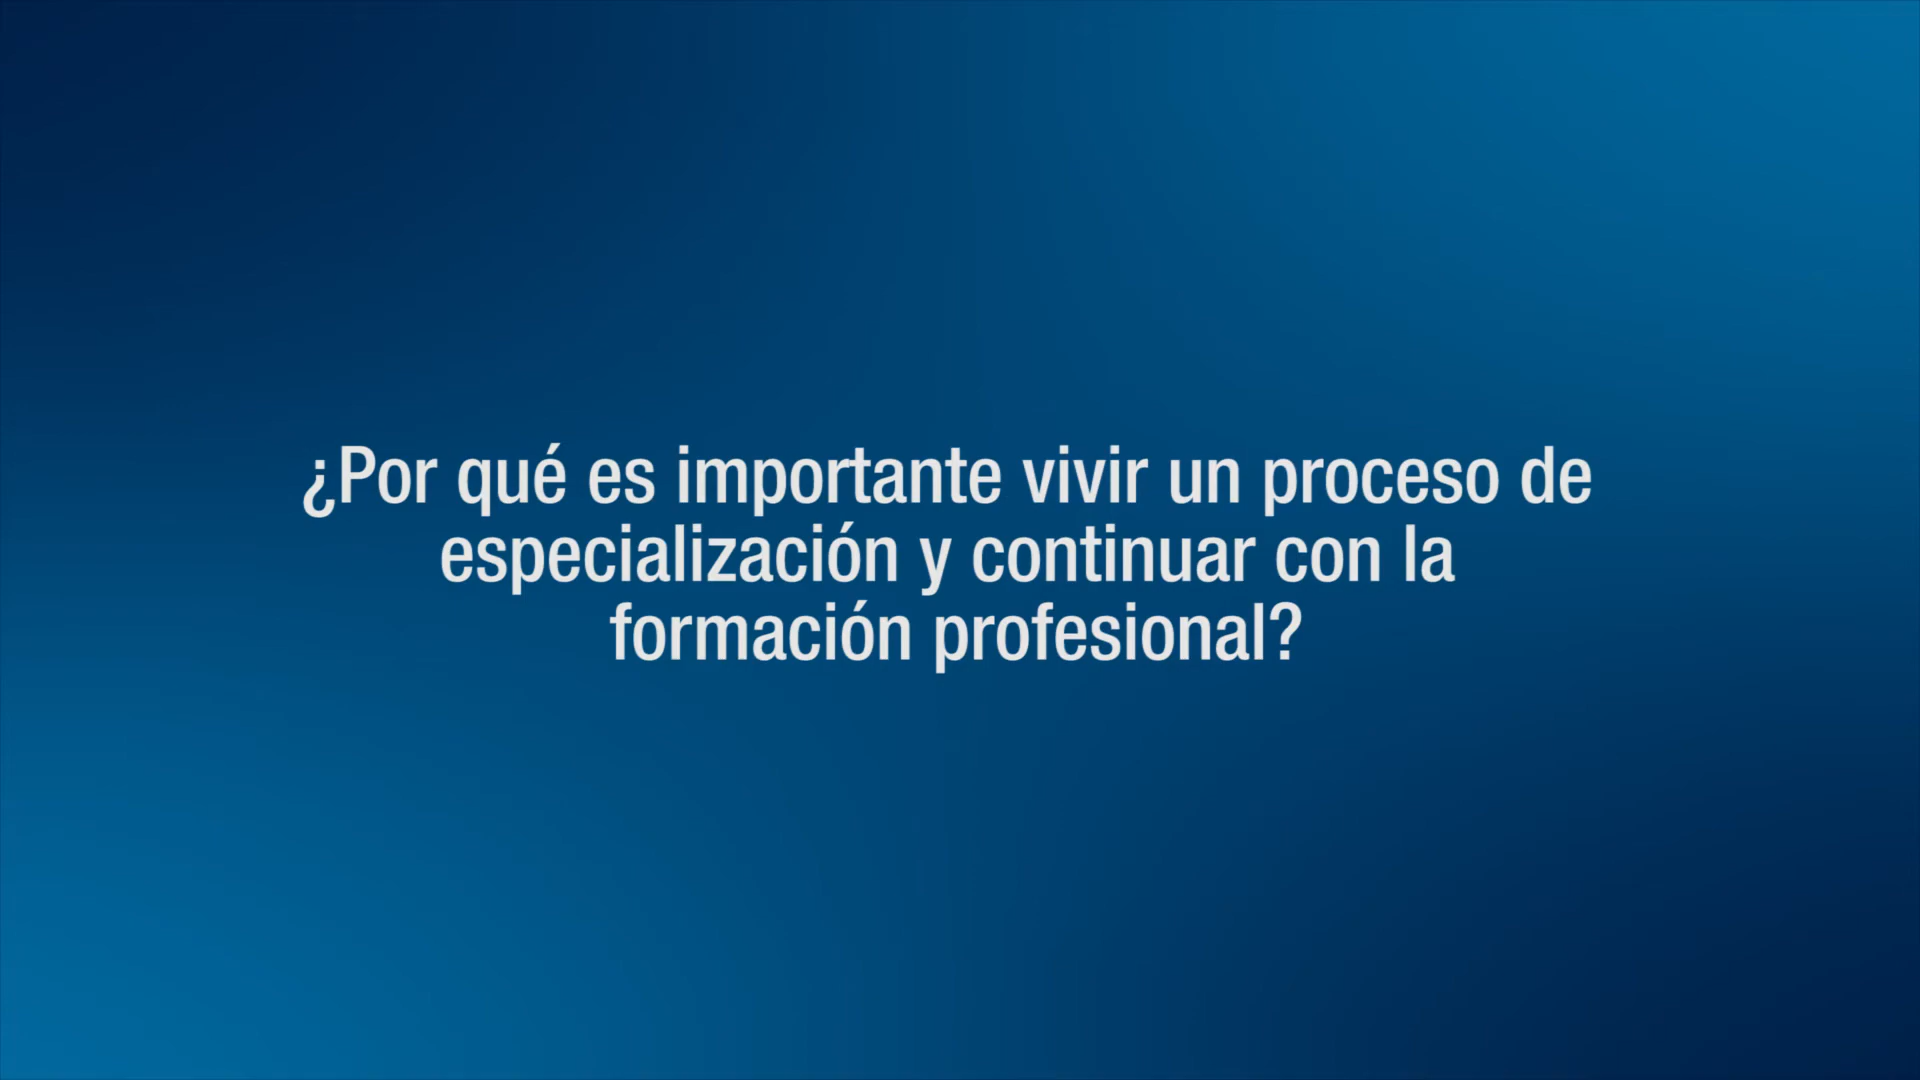 ¿Por qué es importante vivir un proceso de
especialización y continuar con la
formación profesional?